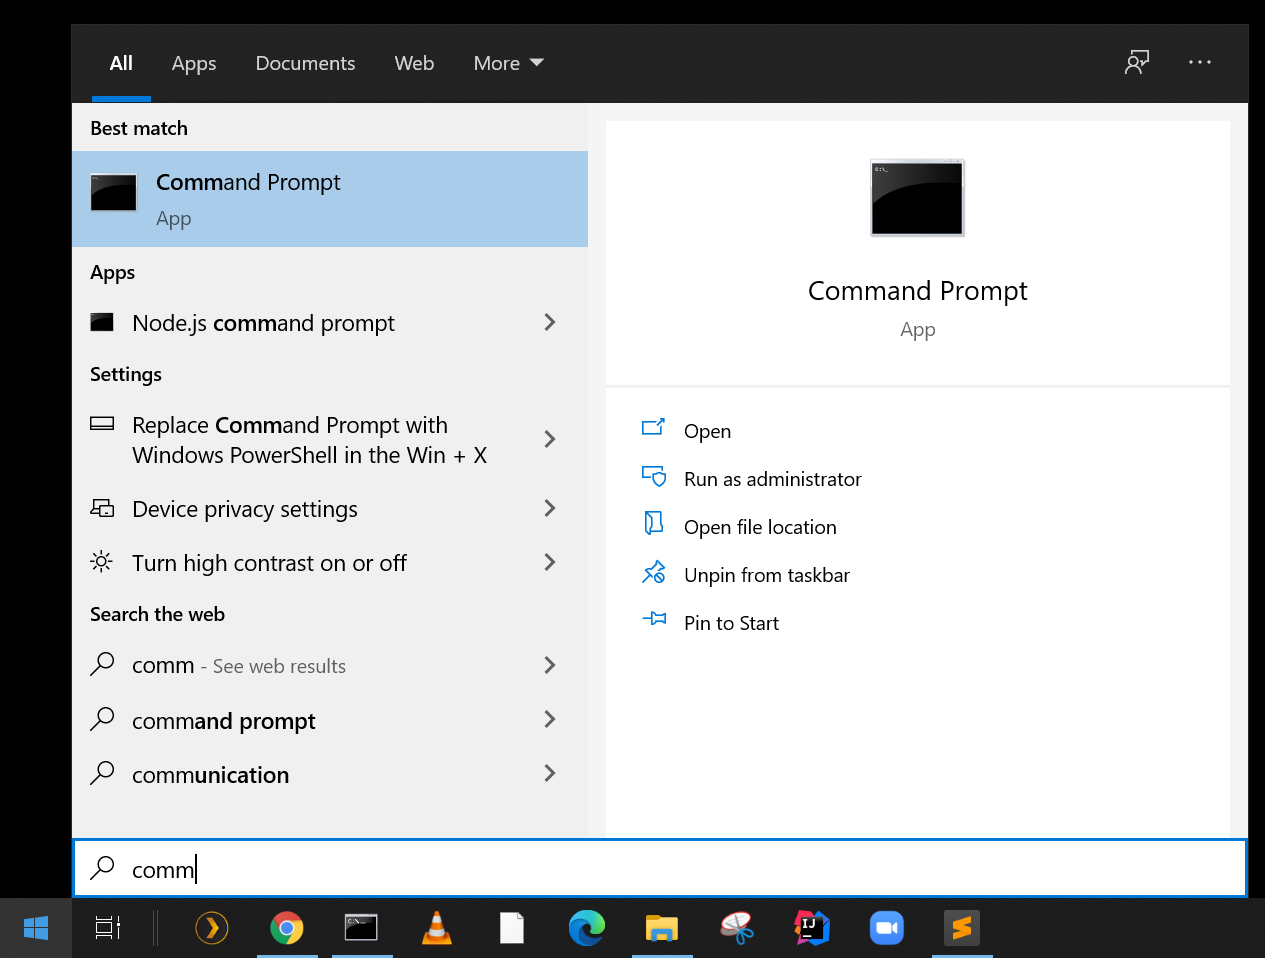 All Apps Documents Web More
Best match
Command Prompt
App
Apps
Node.js command prompt
Settings
Replace Command Prompt with
Windows PowerShell in the Win + X
Device privacy settings
Turn high contrast on or off
Search the web
comm - See web results
command prompt
communication
comm
C:\_
Command Prompt
App
Open
Run as administrator
Open file location
Unpin from taskbar
Pin to Start
C:\_
IJ